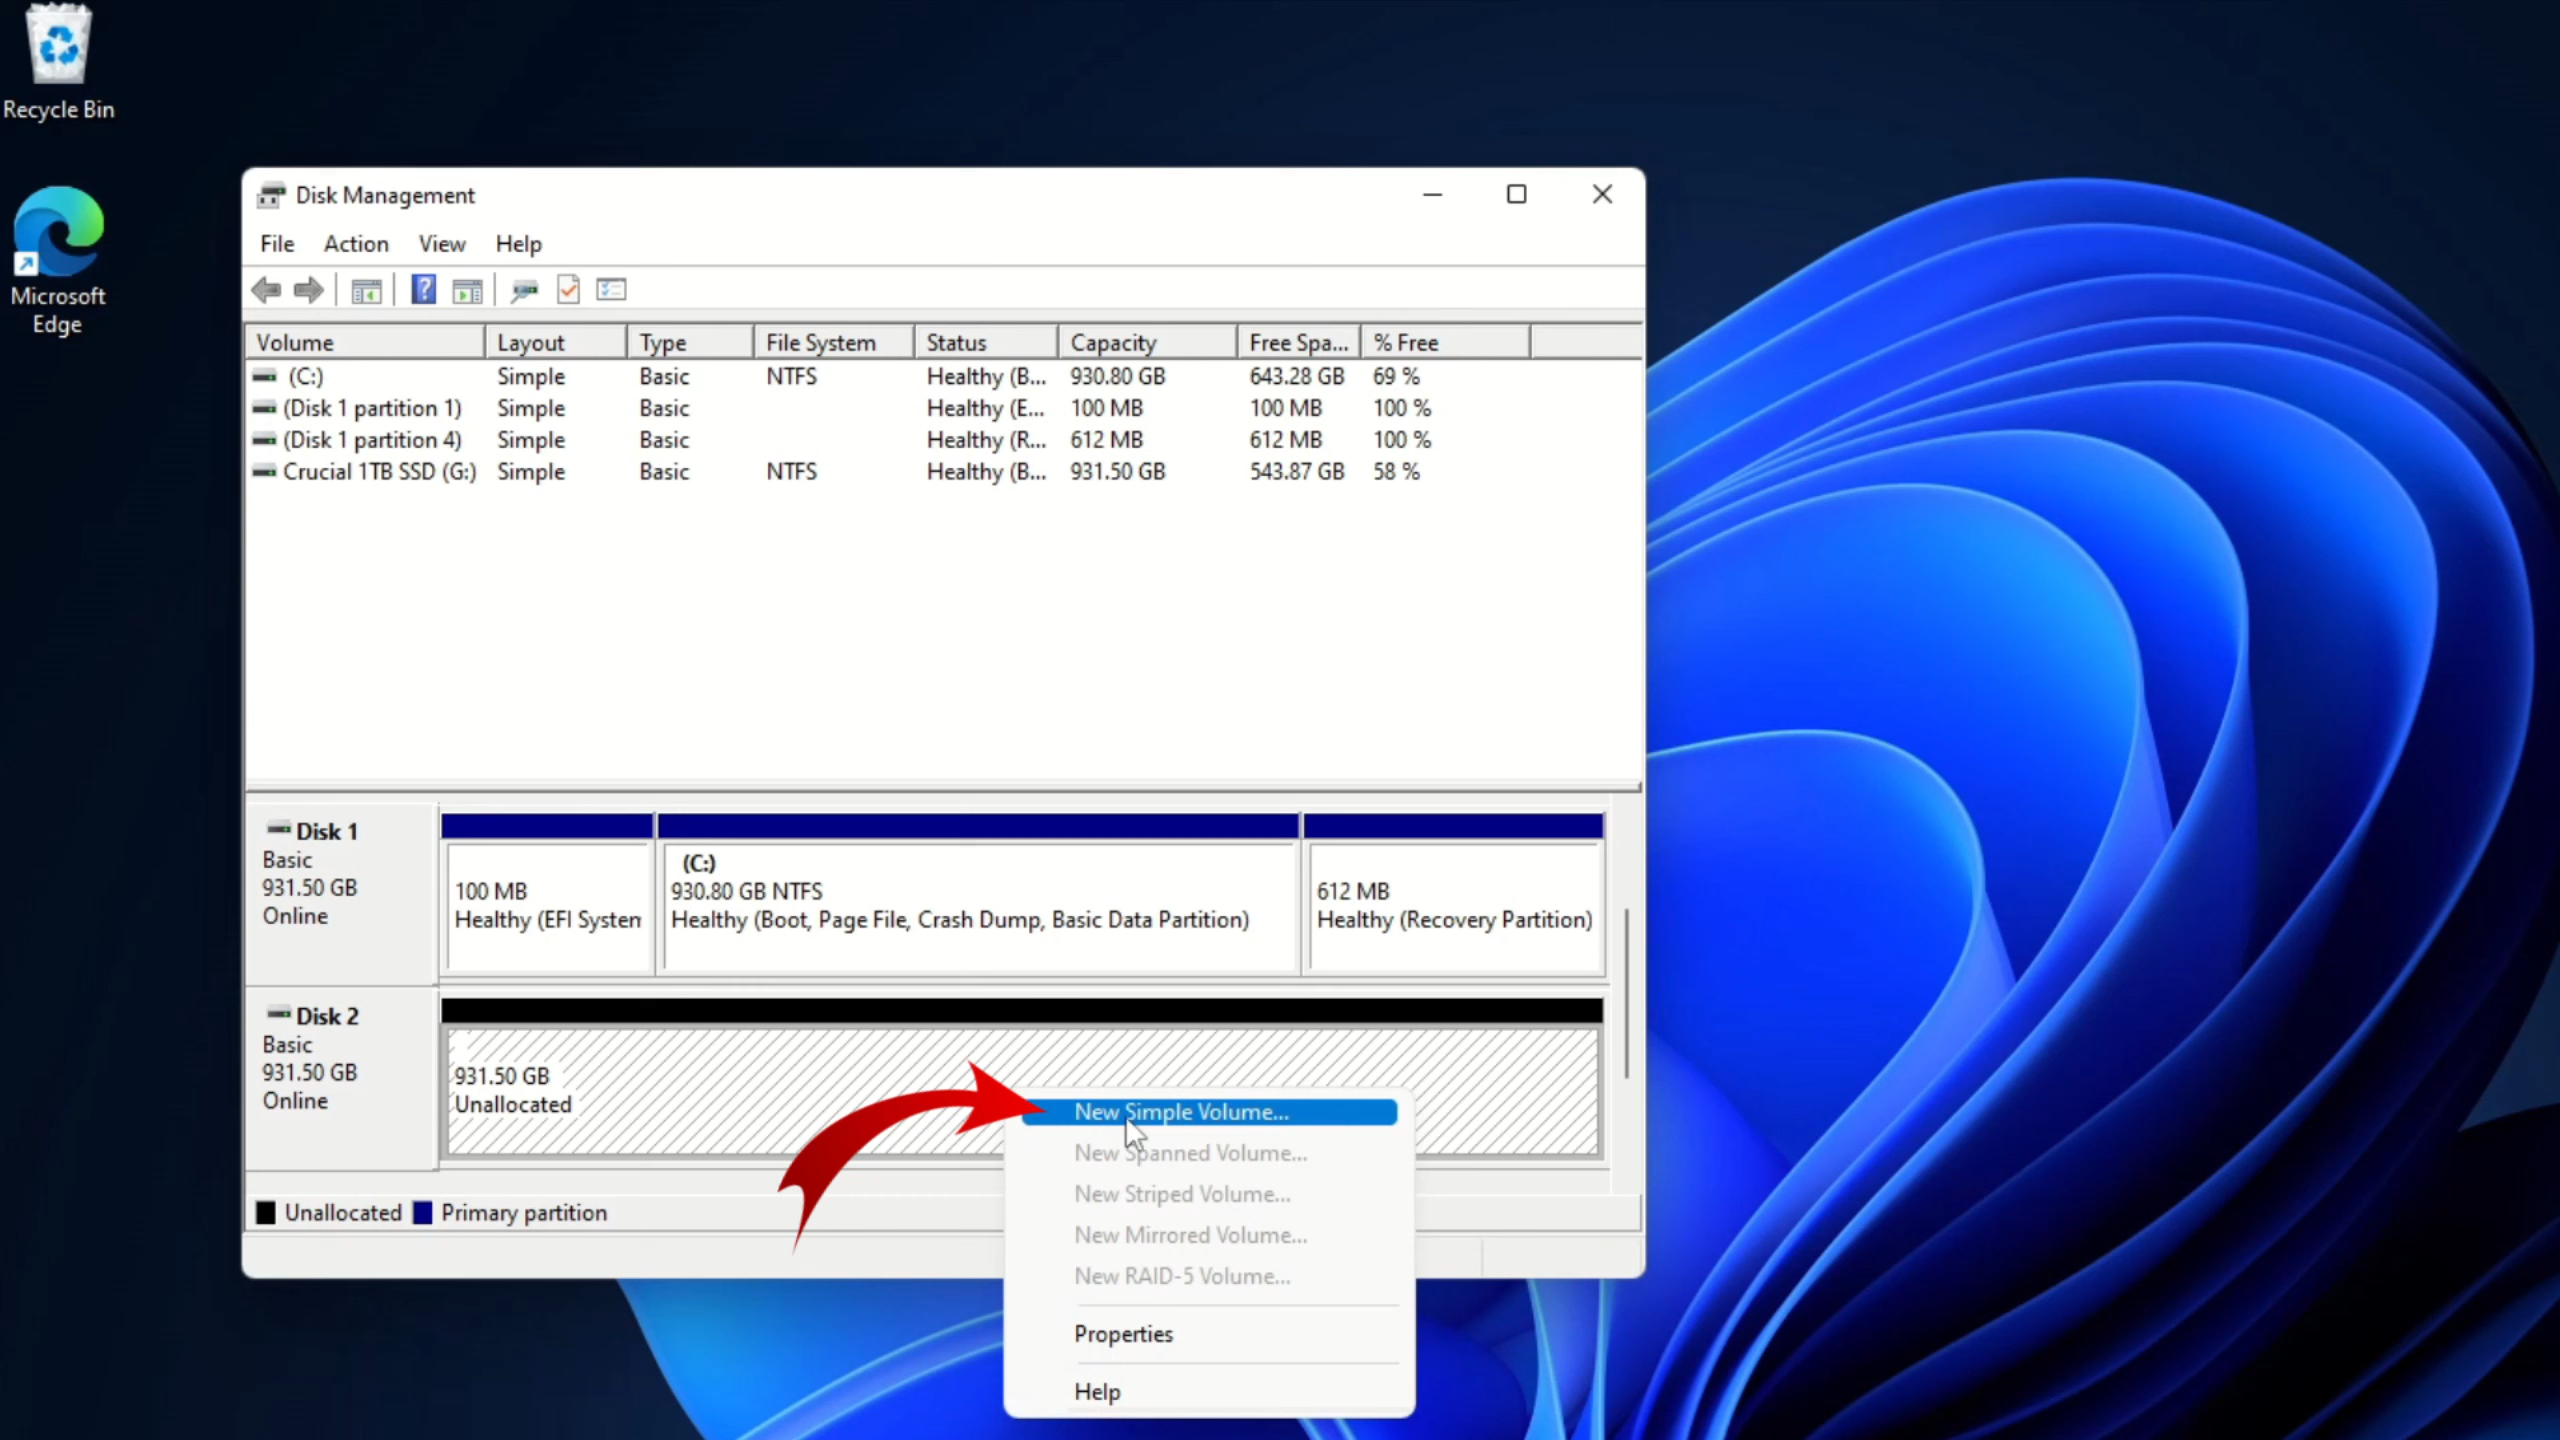 Recycle Bin
Microsoft
Edge
Disk Management
File Action View Help
Volume Layout Type File System Status Capacity Free Spa... % Free
(C:) Simple Basic NTFS Healthy (B... 930.80 GB 643.28 GB 69 %
(Disk 1 partition 1) Simple Basic Healthy (E... 100 MB 100 MB 100 %
(Disk 1 partition 4) Simple Basic Healthy (R... 612 MB 612 MB 100 %
Crucial 1TB SSD (G:) Simple Basic NTFS Healthy (B... 931.50 GB 543.87 GB 58 %
Disk 1
Basic
931.50 GB
Online
100 MB
Healthy (EFI System
(C:)
930.80 GB NTFS
Healthy (Boot, Page File, Crash Dump, Basic Data Partition)
612 MB
Healthy (Recovery Partition)
Disk 2
Basic
931.50 GB
Online
931.50 GB
Unallocated
New Simple Volume...
New Spanned Volume...
New Striped Volume...
New Mirrored Volume...
New RAID-5 Volume...
Properties
Help
Unallocated Primary partition